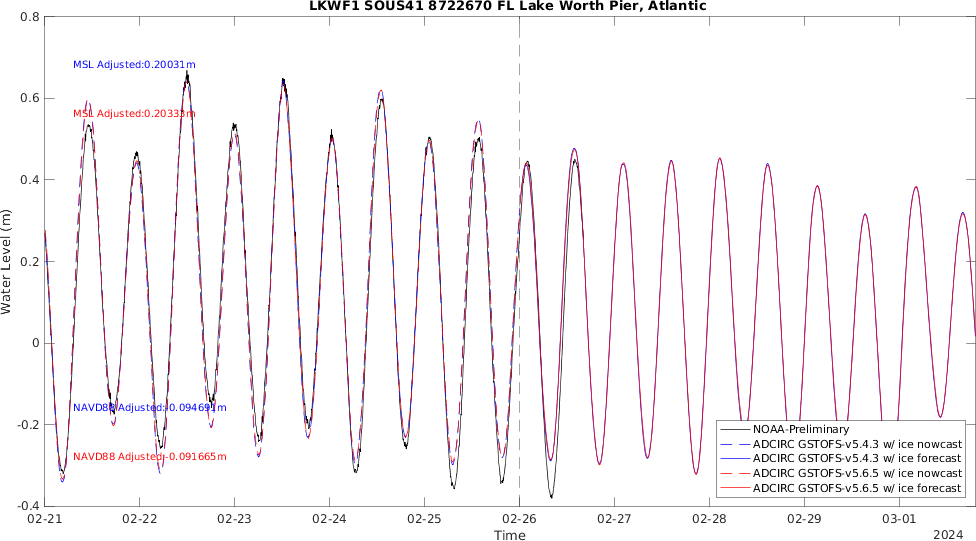 LKWF1 SOUS41 8722670 FL Lake Worth Pier, Atlantic
0.8
0.6
0.4
0.2
0
-0.2
-0.4
Water Level (m)
MSL Adjusted:0.20031m
MSL Adjusted:0.20333m
NAVD88 Adjusted:-0.094691m
NAVD88 Adjusted:-0.091665m
NOAA-Preliminary
ADCIRC GSTOFS-v5.4.3 w/ ice nowcast
ADCIRC GSTOFS-v5.4.3 w/ ice forecast
ADCIRC GSTOFS-v5.6.5 w/ ice nowcast
ADCIRC GSTOFS-v5.6.5 w/ ice forecast
02-21 02-22 02-23 02-24 02-25 02-26 02-27 02-28 02-29 03-01
Time
2024